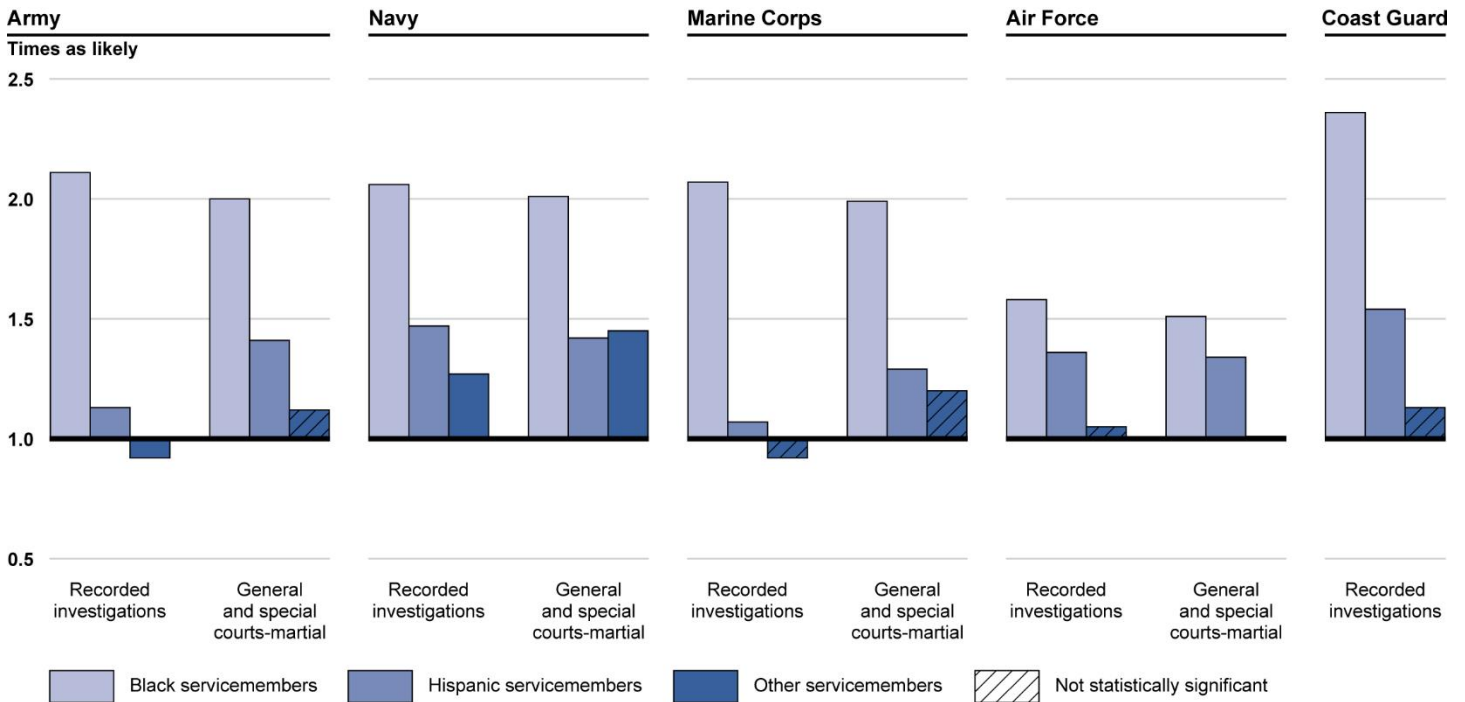 Army
Navy
Marine Corps
Air Force
Coast Guard
Times as likely
2.5
2.0
1.5
1.0
0.5
Recorded
investigations
General
and special
courts-martial
Recorded
investigations
General
and special
courts-martial
Recorded
investigations
General
and special
courts-martial
Recorded
investigations
General
and special
courts-martial
Recorded
investigations
Black servicemembers
Hispanic servicemembers
Other servicemembers
Not statistically significant